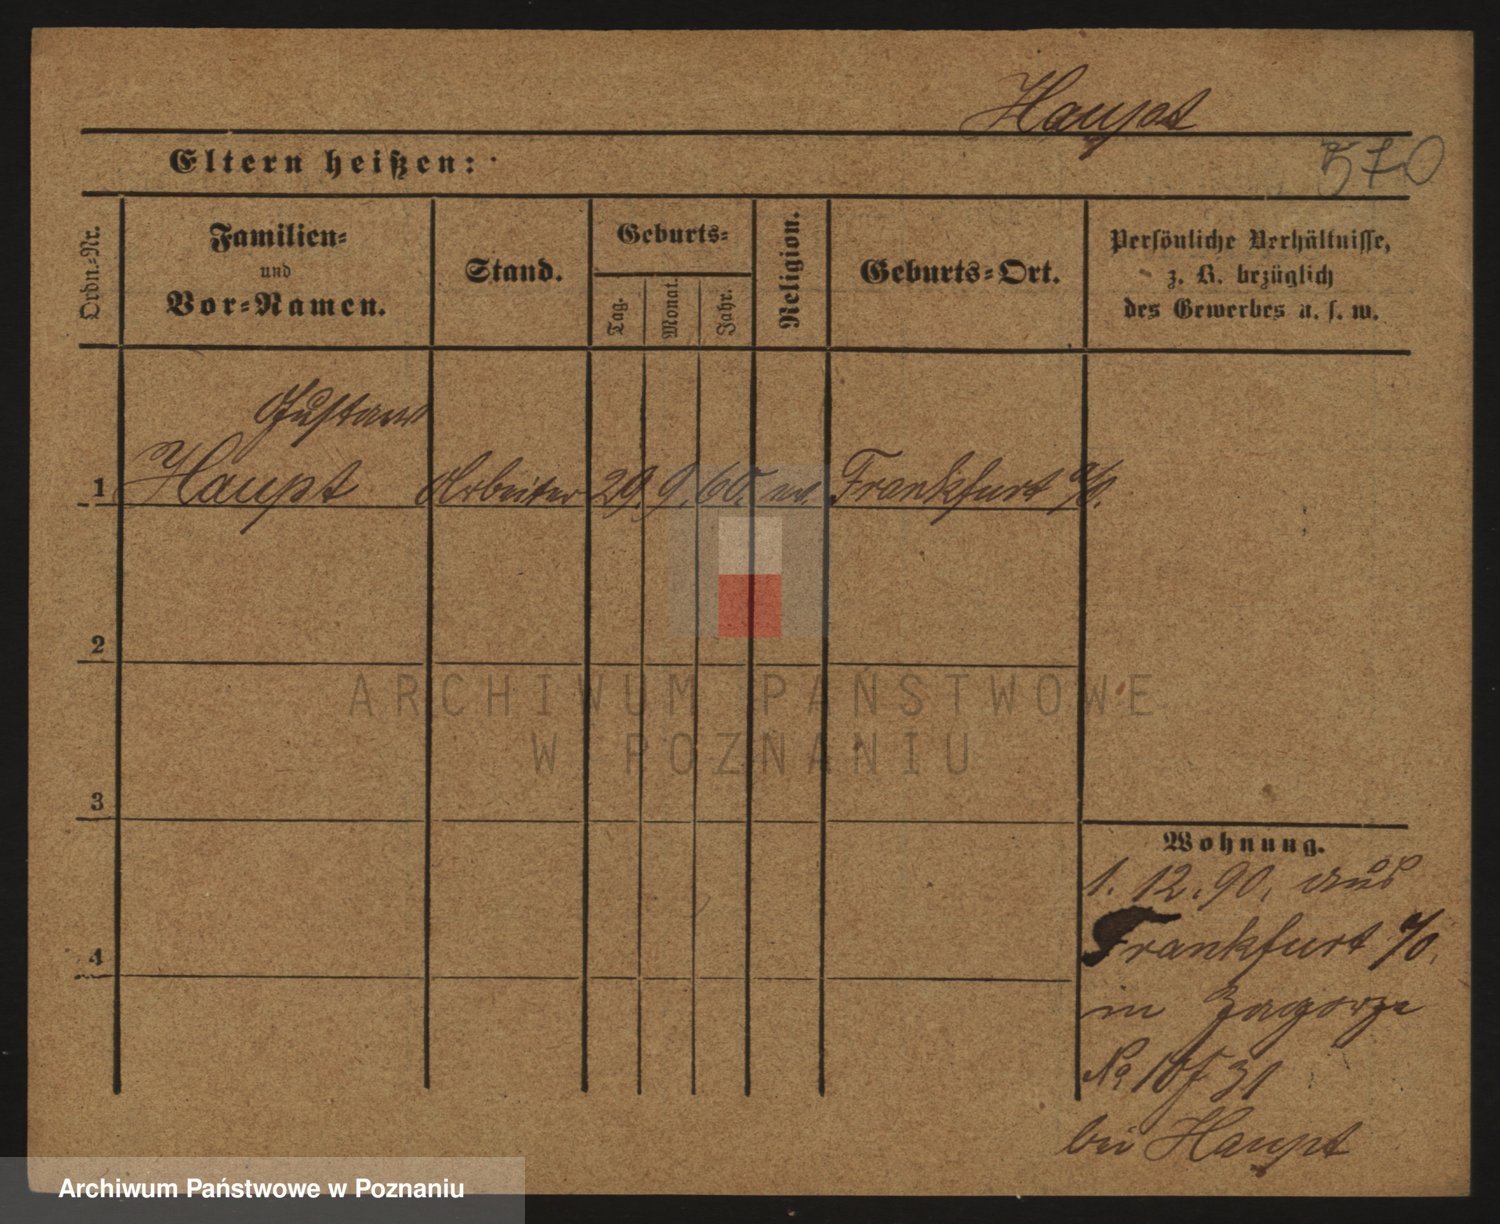 Haupt
Eltern heißen:
570
Ordn.-Nr.
Familien-
und
Vor-Namen.
Stand.
Geburts-
Tag.
Monat.
Jahr.
Religion.
Geburts-Ort.
Persönliche Verhältnisse,
z. B. bezüglich
des Gewerbes u. s. w.
Gustav
1 Haupt Arbeiter 29. 9. 60. ev. Frankfurt a/O.
2
3
4
ARCHIWUM PAŃSTWOWE
W POZNANIU
Wohnung.
1. 12. 90. aus
Frankfurt a/O.
in Zagorze
No
bei Haupt
Archiwum Państwowe w Poznaniu